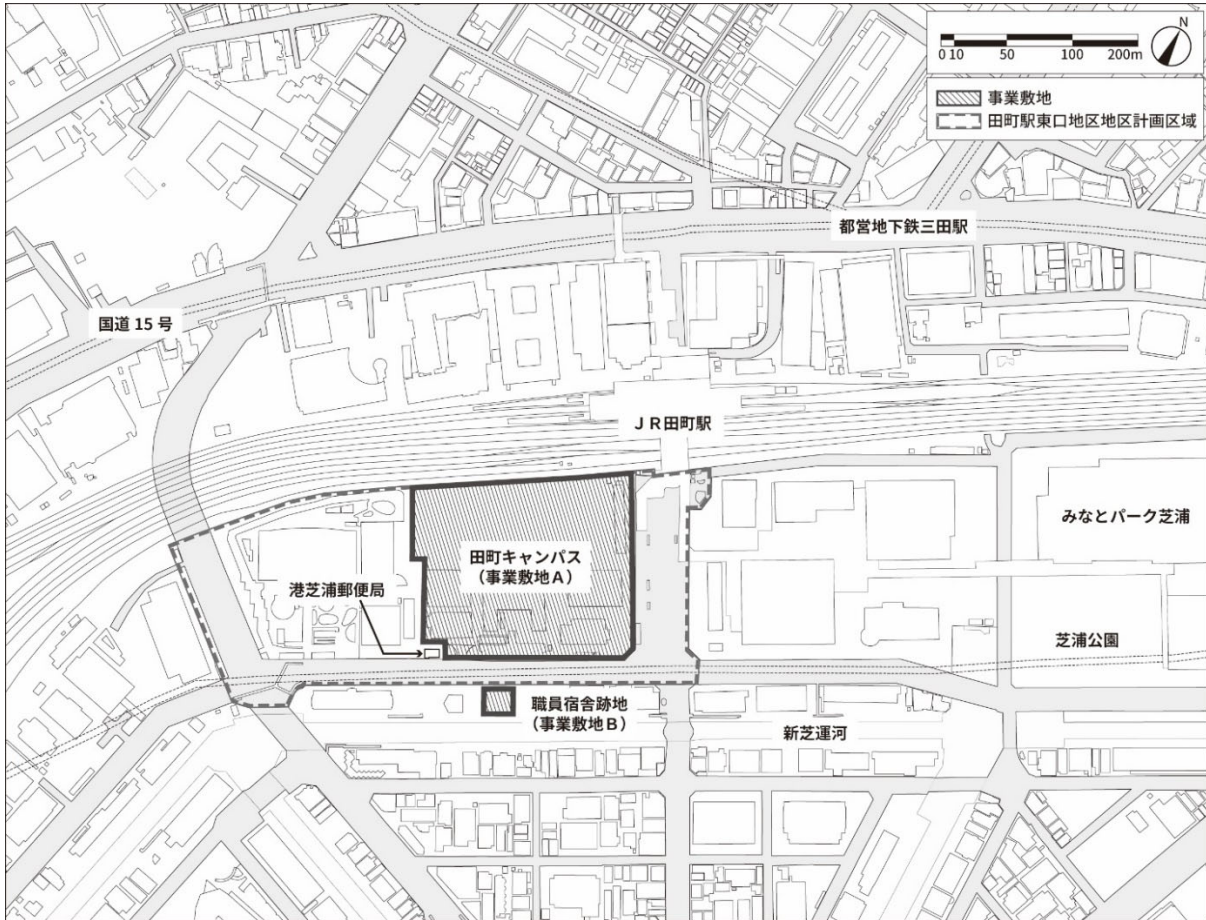 N
0 10 50 100 200m
事業敷地
田町駅東口地区地区計画区域
都営地下鉄三田駅
国道 15 号
ＪＲ田町駅
みなとパーク芝浦
田町キャンパス
（事業敷地Ａ）
港芝浦郵便局
芝浦公園
職員宿舎跡地
（事業敷地Ｂ）
新芝運河